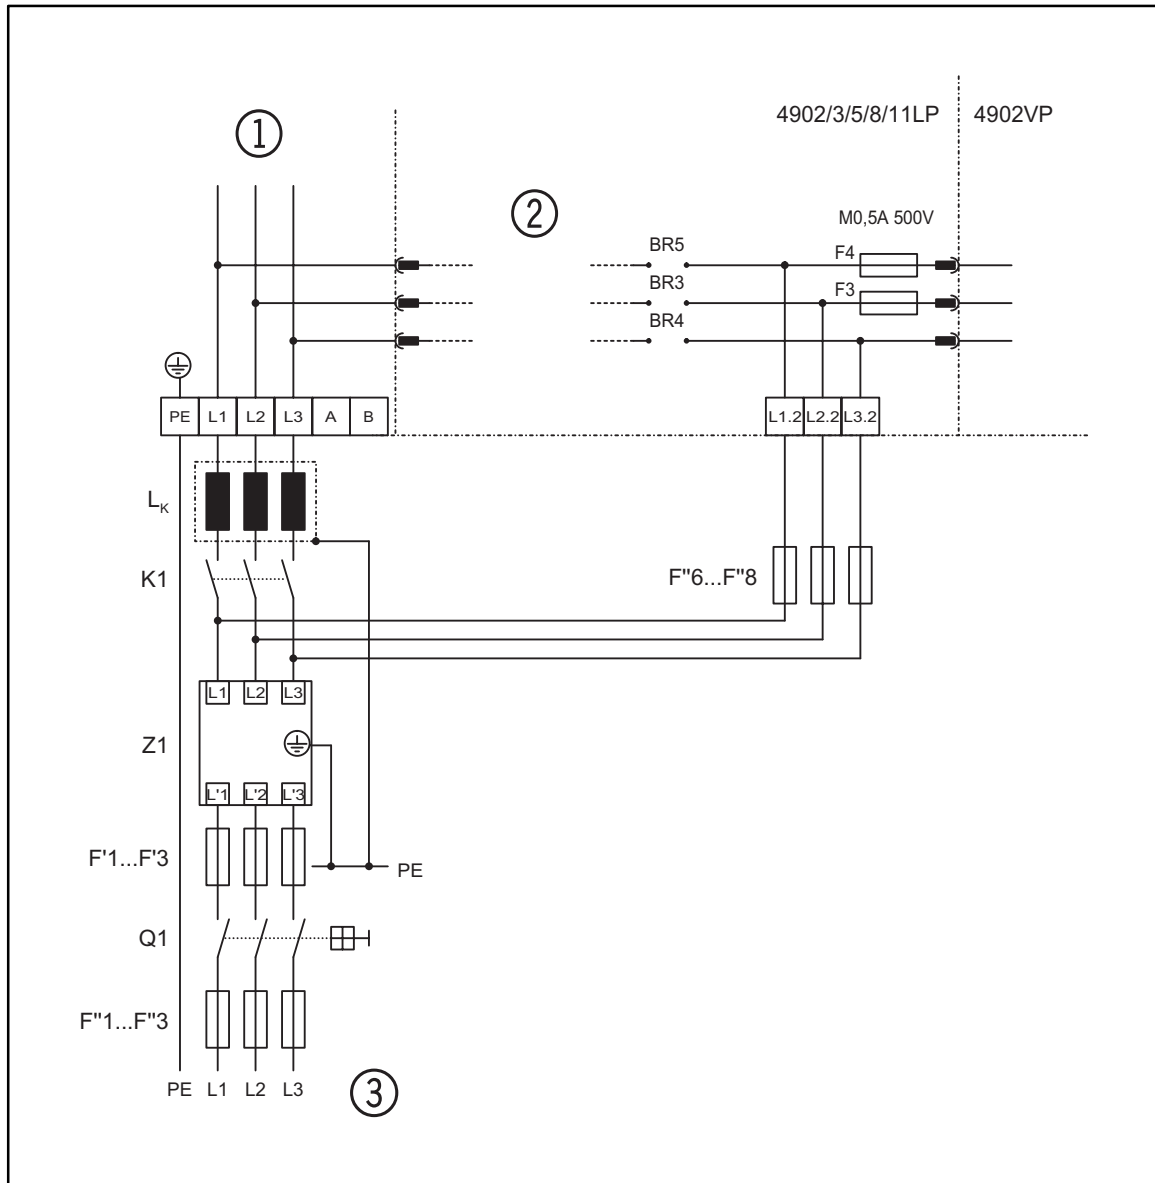 4902/3/5/8/11LP 4902VP
1
2
M0,5A 500V
BR5 F4
BR3 F3
BR4
PE L1 L2 L3 A B L1.2 L2.2 L3.2
LK
K1 F"6...F"8
L1 L2 L3
Z1
L'1 L'2 L'3
F'1...F'3 PE
Q1
F"1...F"3
PE L1 L2 L3 3